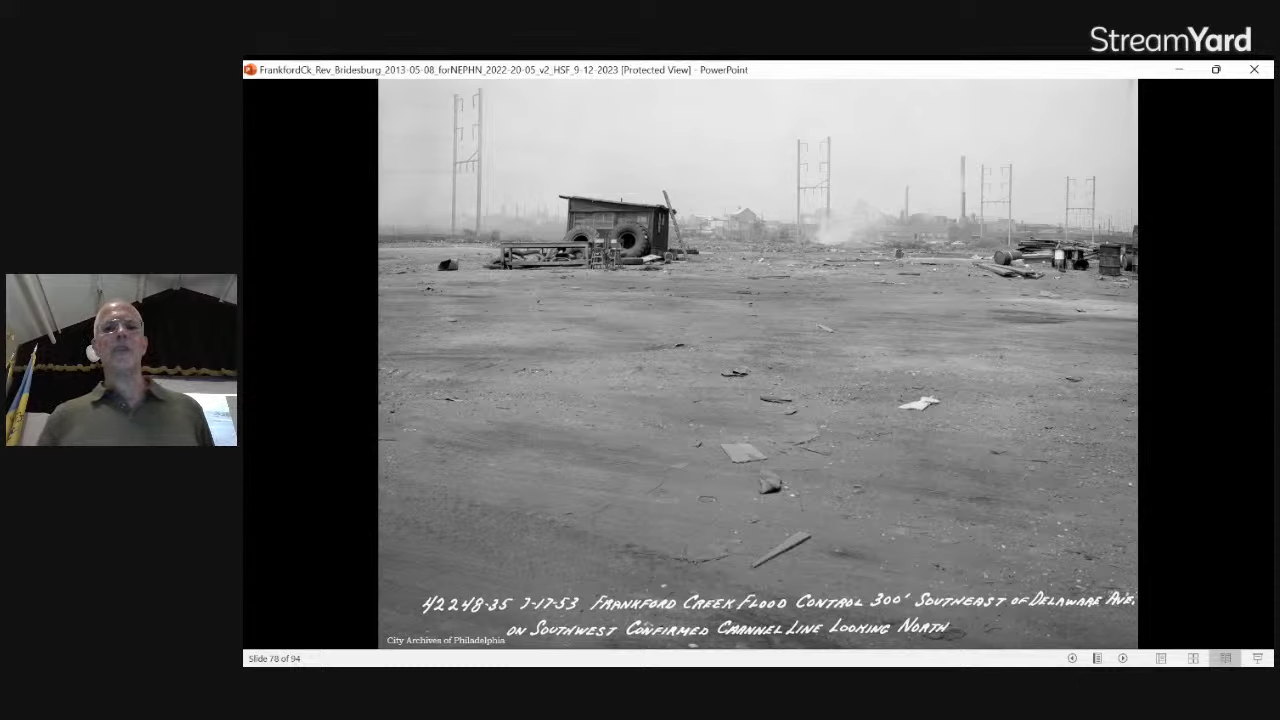 StreamYard
FrankfordCk_Rev_Bridesburg_2013-05-08_forNEPHN_2022-20-05_v2_HSF_9-12-2023 [Protected View] - PowerPoint
42248-35 7-17-53 FRANKFORD CREEK FLOOD CONTROL 300' SOUTHEAST OF DELAWARE AVE.
ON SOUTHWEST CONFIRMED CHANNEL LINE LOOKING NORTH
City Archives of Philadelphia
Slide 78 of 94